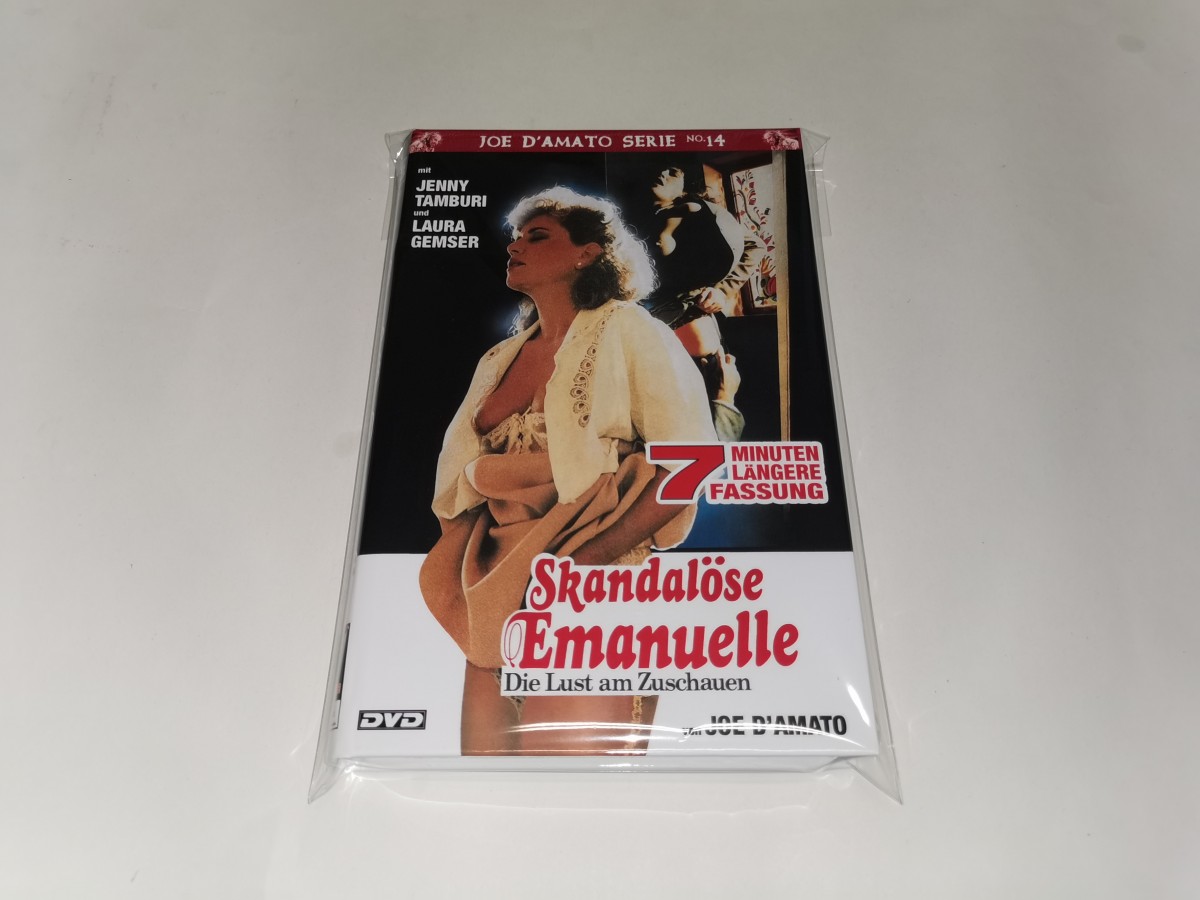 JOE D'AMATO SERIE NO.14
mit
JENNY
TAMBURI
und
LAURA
GEMSER
7 MINUTEN
LÄNGERE
FASSUNG
Skandalöse
Emanuelle
Die Lust am Zuschauen
DVD
von JOE D'AMATO